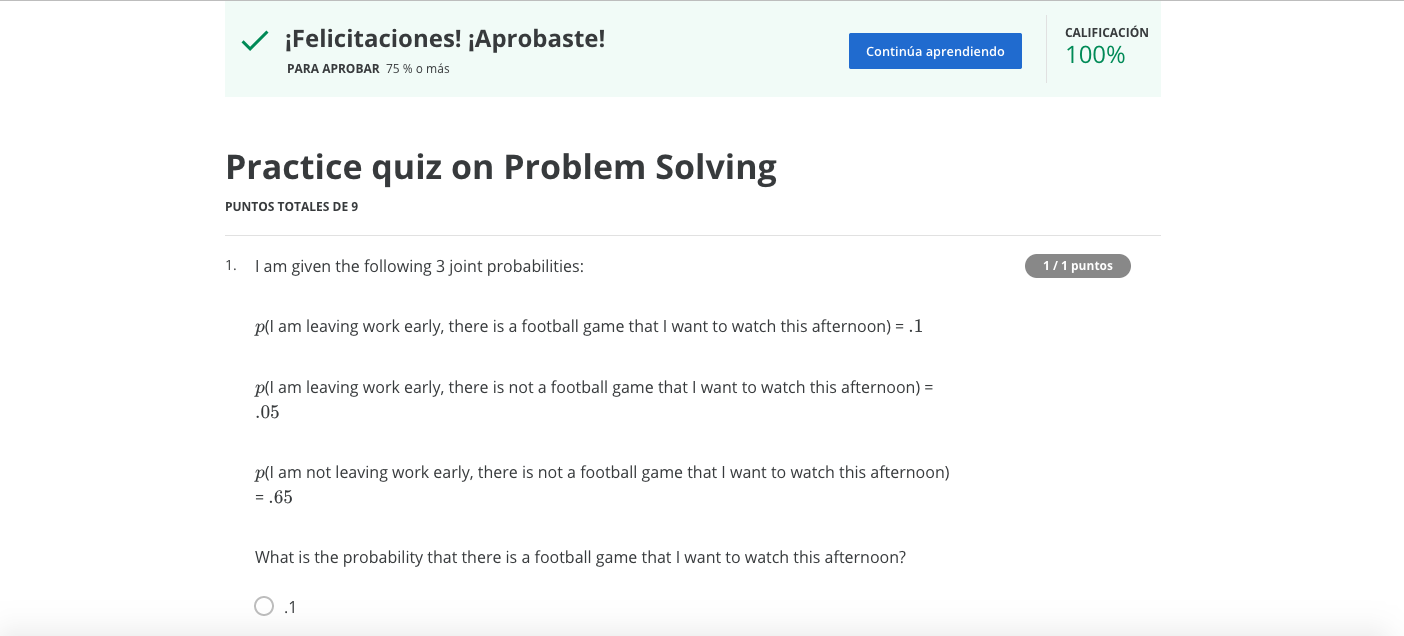 ¡Felicitaciones! ¡Aprobaste!
PARA APROBAR 75 % o más
Continúa aprendiendo
CALIFICACIÓN
100%
Practice quiz on Problem Solving
PUNTOS TOTALES DE 9
1. I am given the following 3 joint probabilities:
1 / 1 puntos
p(I am leaving work early, there is a football game that I want to watch this afternoon) = .1
p(I am leaving work early, there is not a football game that I want to watch this afternoon) =
.05
p(I am not leaving work early, there is not a football game that I want to watch this afternoon)
= .65
What is the probability that there is a football game that I want to watch this afternoon?
.1